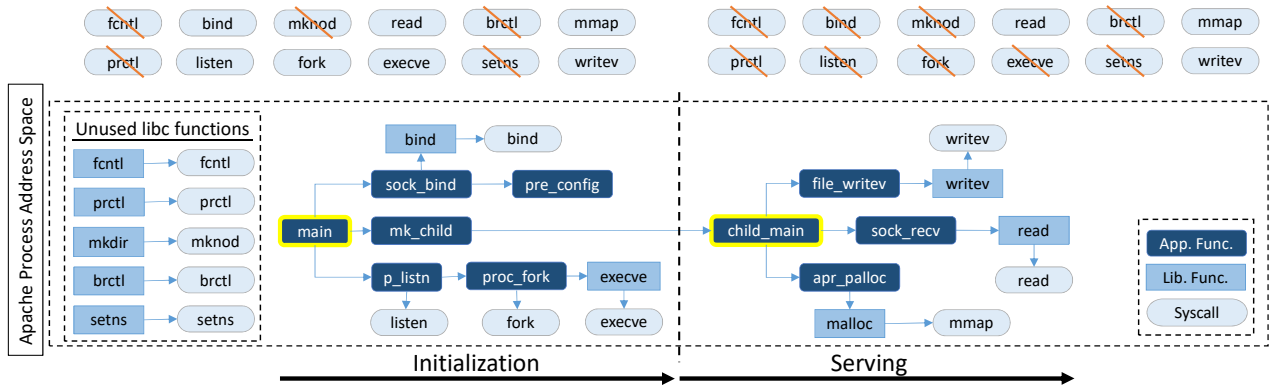 fcntl bind mknod read brctl mmap fcntl bind mknod read brctl mmap
prctl listen fork execve setns writev prctl listen fork execve setns writev
Apache Process Address Space
Unused libc functions
fcntl fcntl
prctl prctl
mkdir mknod
brctl brctl
setns setns
bind bind
sock_bind pre_config
main mk_child
p_listn proc_fork execve
listen fork execve
writev
file_writev writev
child_main sock_recv read
apr_palloc read
malloc mmap
App. Func.
Lib. Func.
Syscall
Initialization Serving